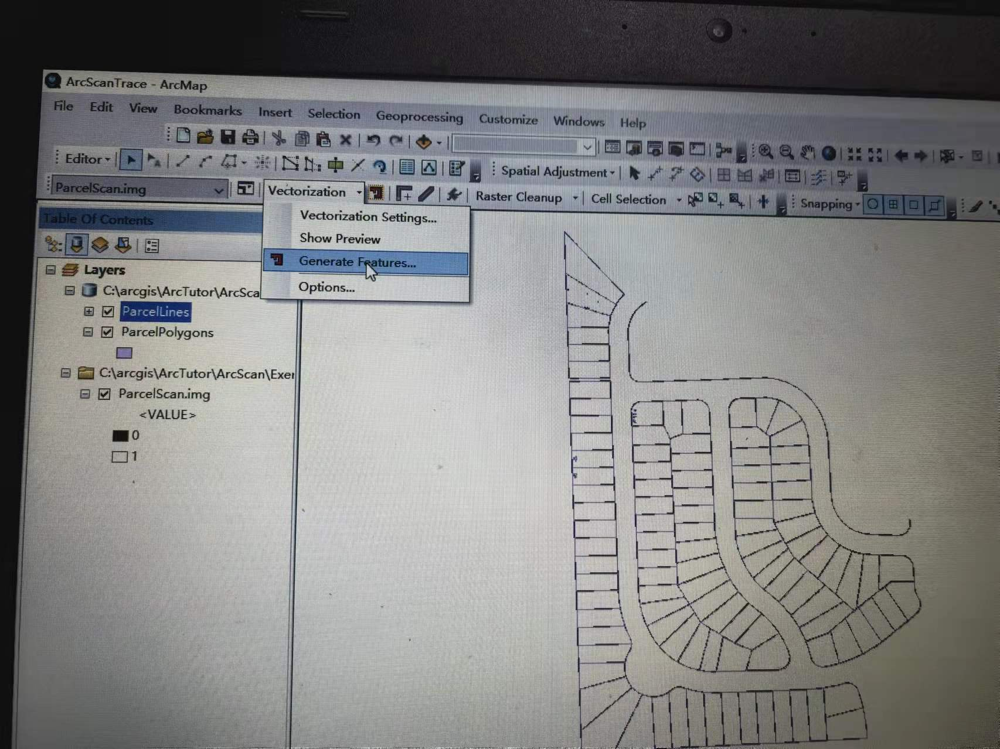 ArcScanTrace - ArcMap
File Edit View Bookmarks Insert Selection Geoprocessing Customize Windows Help
Editor Spatial Adjustment
ParcelScan.img Vectorization Raster Cleanup Cell Selection Snapping
Vectorization Settings...
Show Preview
Generate Features...
Options...
Table Of Contents
Layers
C:\arcgis\ArcTutor\ArcSca
ParcelLines
ParcelPolygons
C:\arcgis\ArcTutor\ArcScan\Exer
ParcelScan.img
<VALUE>
0
1